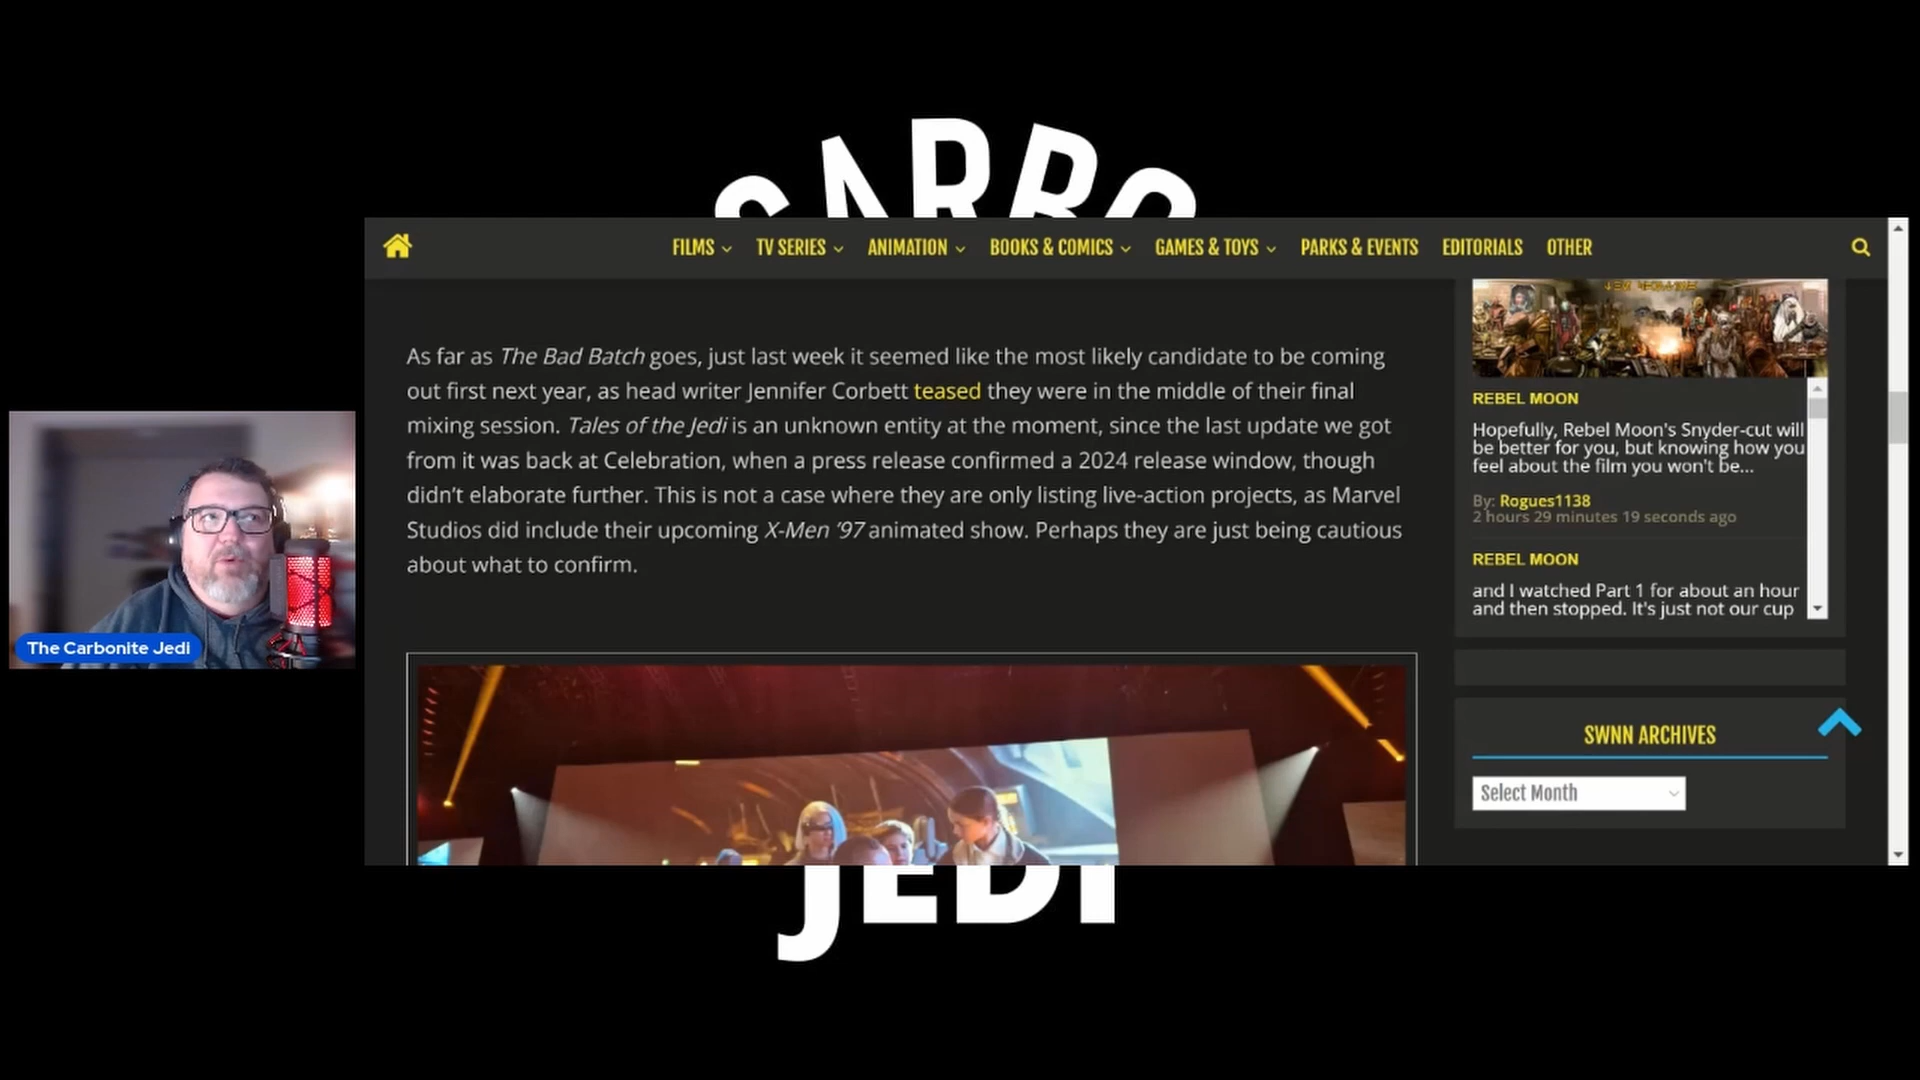 CARBO
FILMS TV SERIES ANIMATION BOOKS & COMICS GAMES & TOYS PARKS & EVENTS EDITORIALS OTHER
As far as The Bad Batch goes, just last week it seemed like the most likely candidate to be coming
out first next year, as head writer Jennifer Corbett teased they were in the middle of their final
mixing session. Tales of the Jedi is an unknown entity at the moment, since the last update we got
from it was back at Celebration, when a press release confirmed a 2024 release window, though
didn’t elaborate further. This is not a case where they are only listing live-action projects, as Marvel
Studios did include their upcoming X-Men ’97 animated show. Perhaps they are just being cautious
about what to confirm.
REBEL MOON
Hopefully, Rebel Moon's Snyder-cut will
be better for you, but knowing how you
feel about the film you won't be...
By: Rogues1138
2 hours 29 minutes 19 seconds ago
REBEL MOON
and I watched Part 1 for about an hour
and then stopped. It's just not our cup
SWNN ARCHIVES
Select Month
The Carbonite Jedi
JEDI